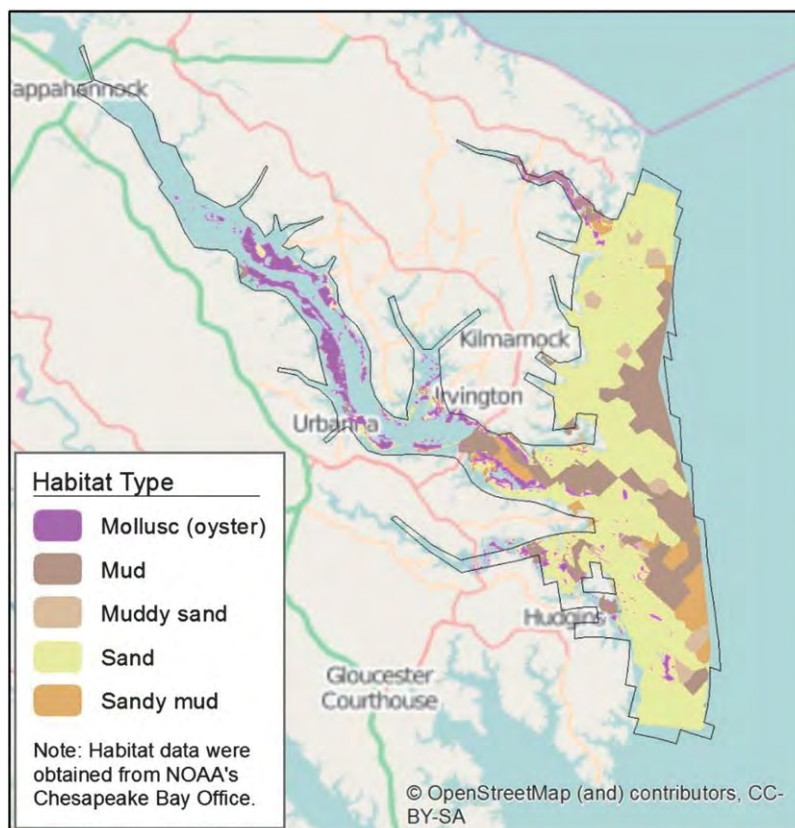 appahannock
Kilmarnock
Irvington
Urbanna
Hudgins
Gloucester
Courthouse
Habitat Type
Mollusc (oyster)
Mud
Muddy sand
Sand
Sandy mud
Note: Habitat data were
obtained from NOAA's
Chesapeake Bay Office.
© OpenStreetMap (and) contributors, CC-
BY-SA